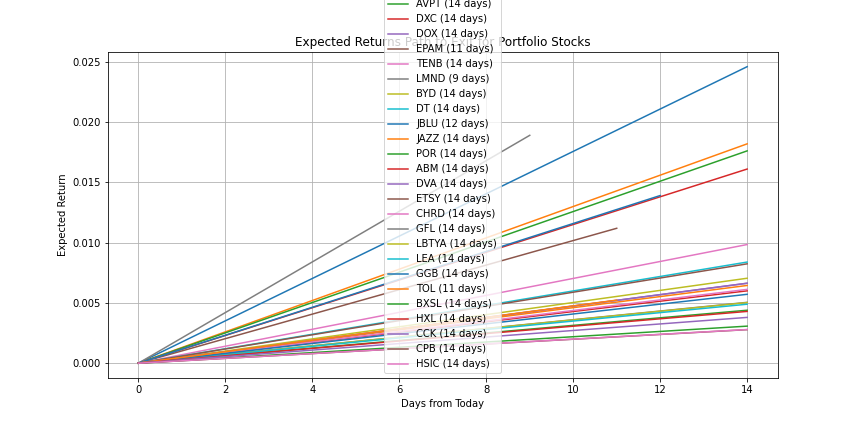 AVPT (14 days)
DXC (14 days)
DOX (14 days)
EPAM (11 days)
TENB (14 days)
LMND (9 days)
BYD (14 days)
DT (14 days)
JBLU (12 days)
JAZZ (14 days)
POR (14 days)
ABM (14 days)
DVA (14 days)
ETSY (14 days)
CHRD (14 days)
GFL (14 days)
LBTYA (14 days)
LEA (14 days)
GGB (14 days)
TOL (11 days)
BXSL (14 days)
HXL (14 days)
CCK (14 days)
CPB (14 days)
HSIC (14 days)
Expected Returns Path to Exit for Portfolio Stocks
Expected Return
0.025
0.020
0.015
0.010
0.005
0.000
0 2 4 6 8 10 12 14
Days from Today